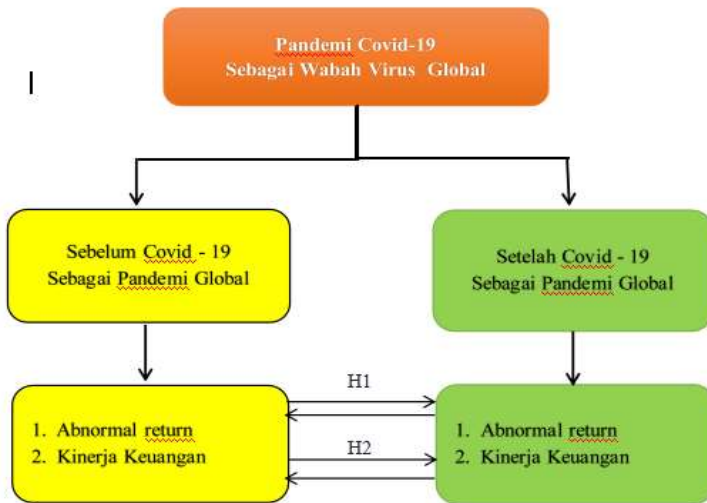 Pandemi Covid-19
Sebagai Wabah Virus Global
Sebelum Covid - 19
Sebagai Pandemi Global
Setelah Covid - 19
Sebagai Pandemi Global
H1
1. Abnormal return
2. Kinerja Keuangan
H2
1. Abnormal return
2. Kinerja Keuangan